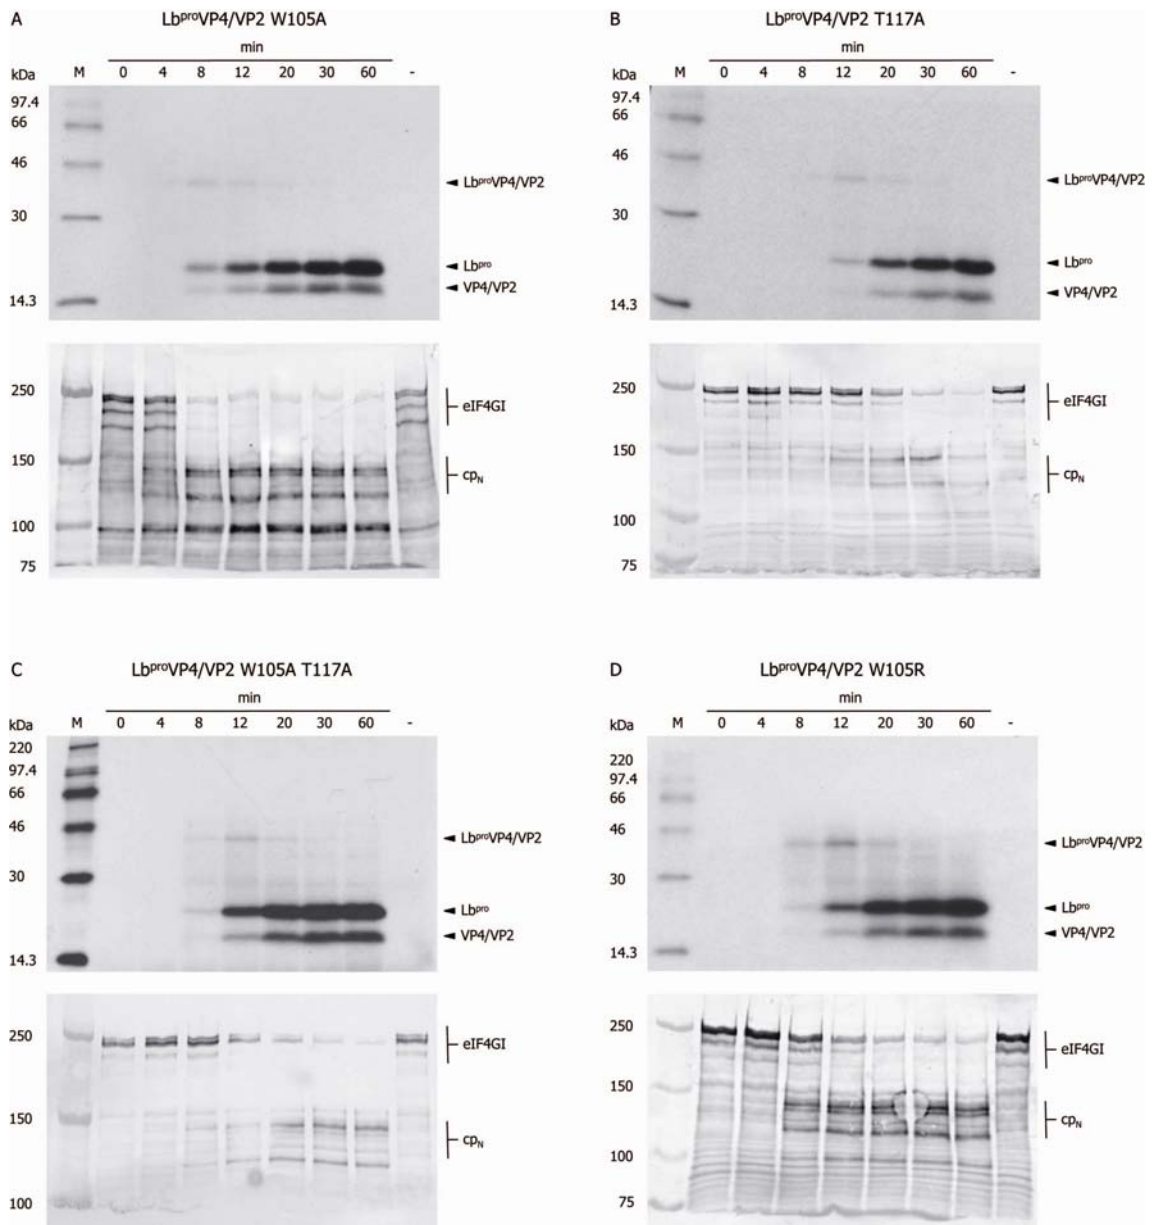 A
LbᵖʳᵒVP4/VP2 W105A
min
kDa M 0 4 8 12 20 30 60 -
97.4
66
46
30
14.3
LbᵖʳᵒVP4/VP2
Lbᵖʳᵒ
VP4/VP2
250
150
100
75
eIF4GI
cpN
B
LbᵖʳᵒVP4/VP2 T117A
min
kDa M 0 4 8 12 20 30 60 -
97.4
66
46
30
14.3
LbᵖʳᵒVP4/VP2
Lbᵖʳᵒ
VP4/VP2
250
150
100
75
eIF4GI
cpN
C
LbᵖʳᵒVP4/VP2 W105A T117A
min
kDa M 0 4 8 12 20 30 60 -
220
97.4
66
46
30
14.3
LbᵖʳᵒVP4/VP2
Lbᵖʳᵒ
VP4/VP2
250
150
100
eIF4GI
cpN
D
LbᵖʳᵒVP4/VP2 W105R
min
kDa M 0 4 8 12 20 30 60 -
220
97.4
66
46
30
14.3
LbᵖʳᵒVP4/VP2
Lbᵖʳᵒ
VP4/VP2
250
150
100
75
eIF4GI
cpN